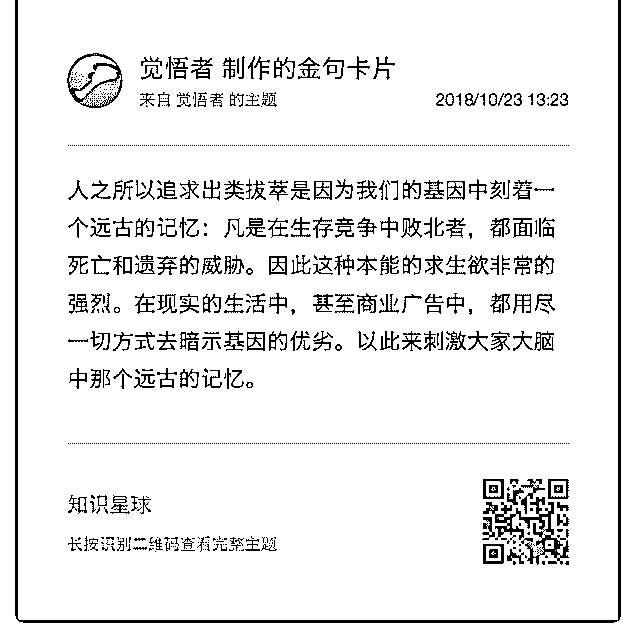 觉悟者 制作的金句卡片
来自 觉悟者 的主题
2018/10/23 13:23
人之所以追求出类拔萃是因为我们的基因中刻着一
个远古的记忆：凡是在生存竞争中败北者，都面临
死亡和遗弃的威胁。因此这种本能的求生欲非常的
强烈。在现实的生活中，甚至商业广告中，都用尽
一切方式去暗示基因的优劣。以此来刺激大家大脑
中那个远古的记忆。
知识星球
长按识别二维码查看完整主题